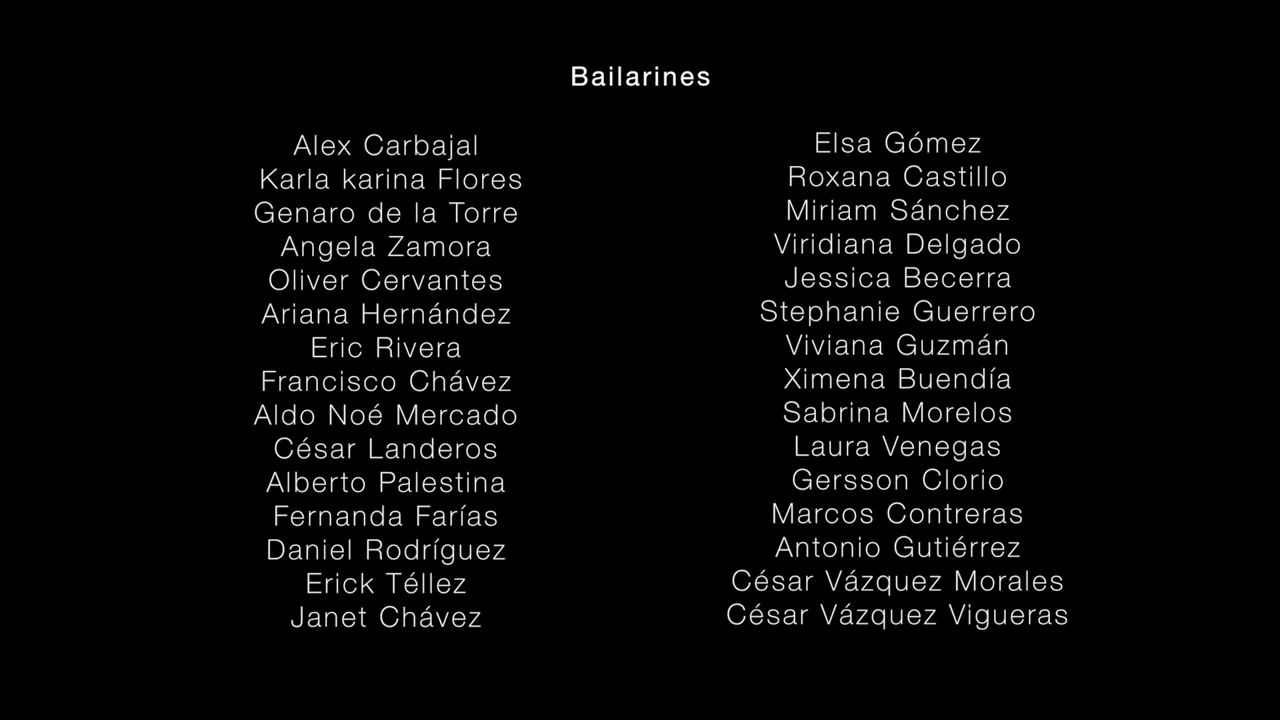 Bailarines
Alex Carbajal
Karla karina Flores
Genaro de la Torre
Angela Zamora
Oliver Cervantes
Ariana Hernández
Eric Rivera
Francisco Chávez
Aldo Noé Mercado
César Landeros
Alberto Palestina
Fernanda Farías
Daniel Rodríguez
Erick Téllez
Janet Chávez
Elsa Gómez
Roxana Castillo
Miriam Sánchez
Viridiana Delgado
Jessica Becerra
Stephanie Guerrero
Viviana Guzmán
Ximena Buendía
Sabrina Morelos
Laura Venegas
Gersson Clorio
Marcos Contreras
Antonio Gutiérrez
César Vázquez Morales
César Vázquez Vigueras